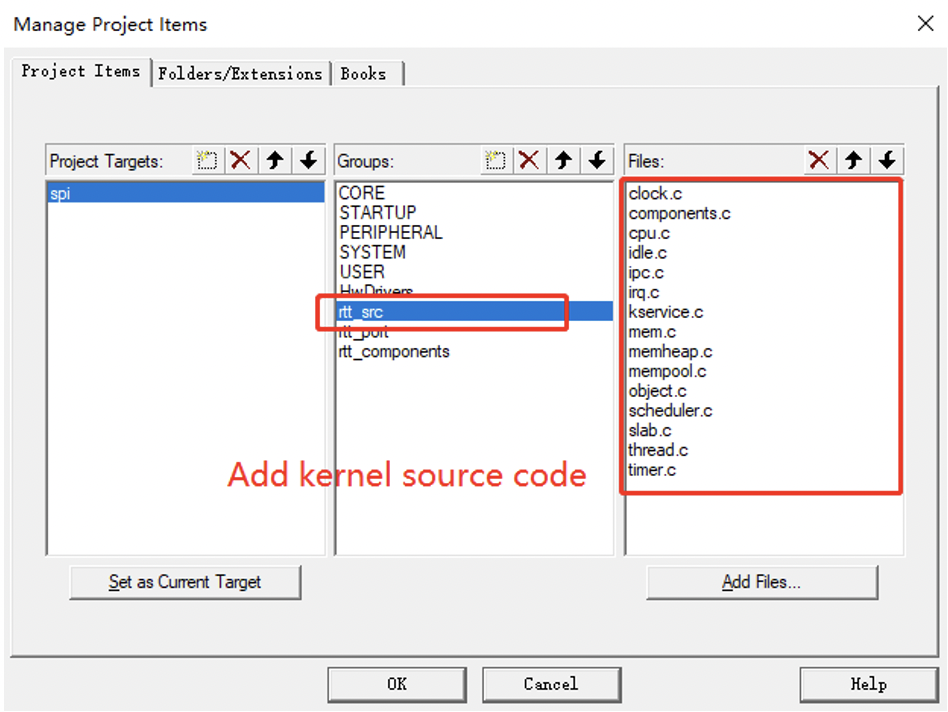 Manage Project Items
Project Items Folders/Extensions Books
Project Targets:
spi
Groups:
CORE
STARTUP
PERIPHERAL
SYSTEM
USER
HwDrivers
rtt_src
rtt_port
rtt_components
Files:
clock.c
components.c
cpu.c
idle.c
ipc.c
irq.c
kservice.c
mem.c
memheap.c
mempool.c
object.c
scheduler.c
slab.c
thread.c
timer.c
Add kernel source code
Set as Current Target
Add Files...
OK Cancel Help